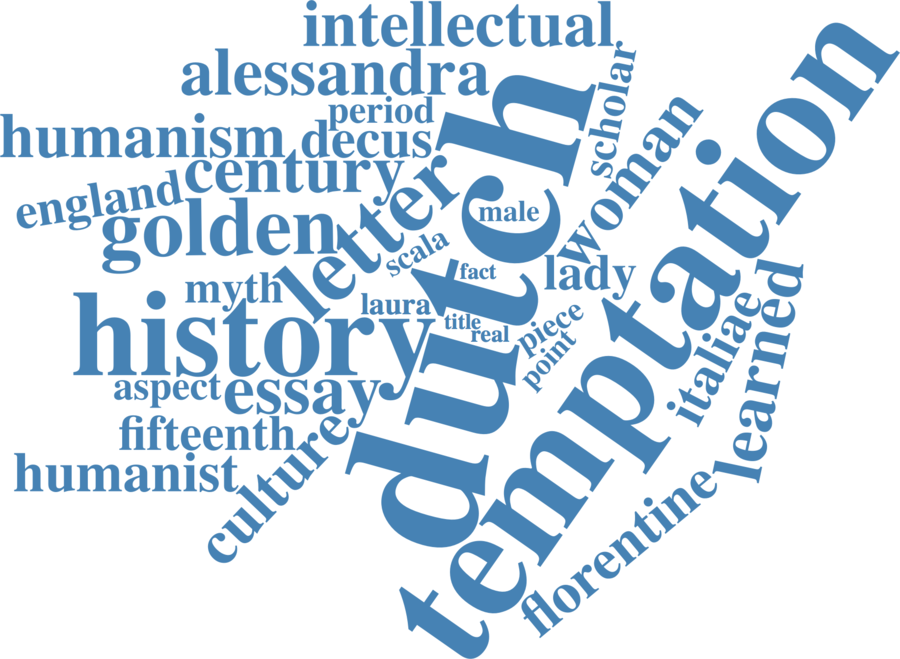 intellectual
alessandra
scholar
period
humanism
decus
century
woman
england
golden
letter
male
dutch
temptation
scala
fact
lady
myth
laura
history
title
real
piece
point
aspect
essay
italiae
learned
fifteenth
humanist
culture
florentine